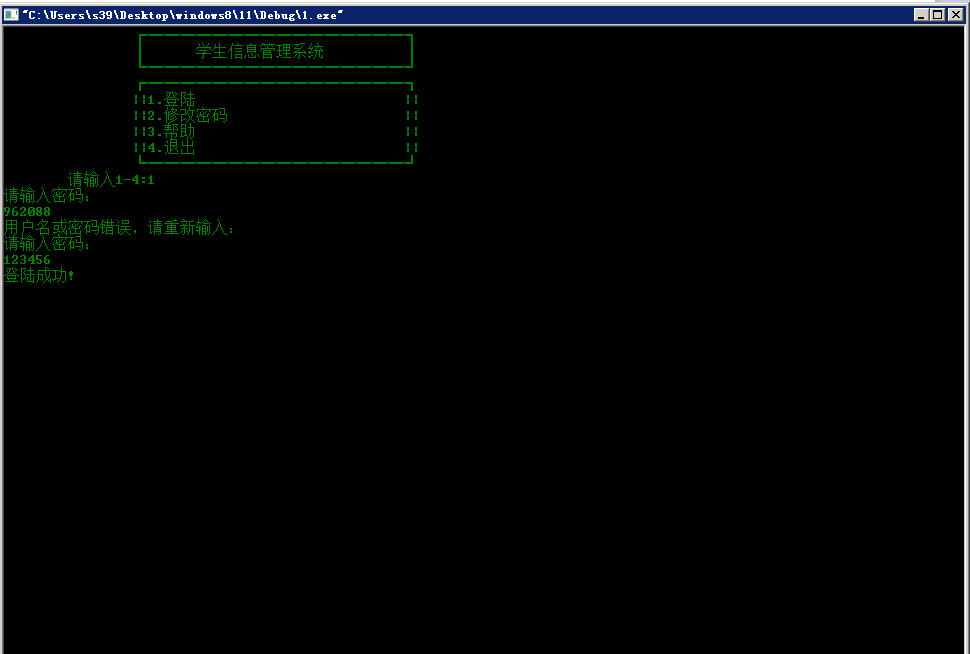 "C:\Users\s39\Desktop\windows8\11\Debug\1.exe"
学生信息管理系统
1.登陆
2.修改密码
3.帮助
4.退出
请输入1-4:1
请输入密码:
962088
用户名或密码错误，请重新输入:
请输入密码:
123456
登陆成功!